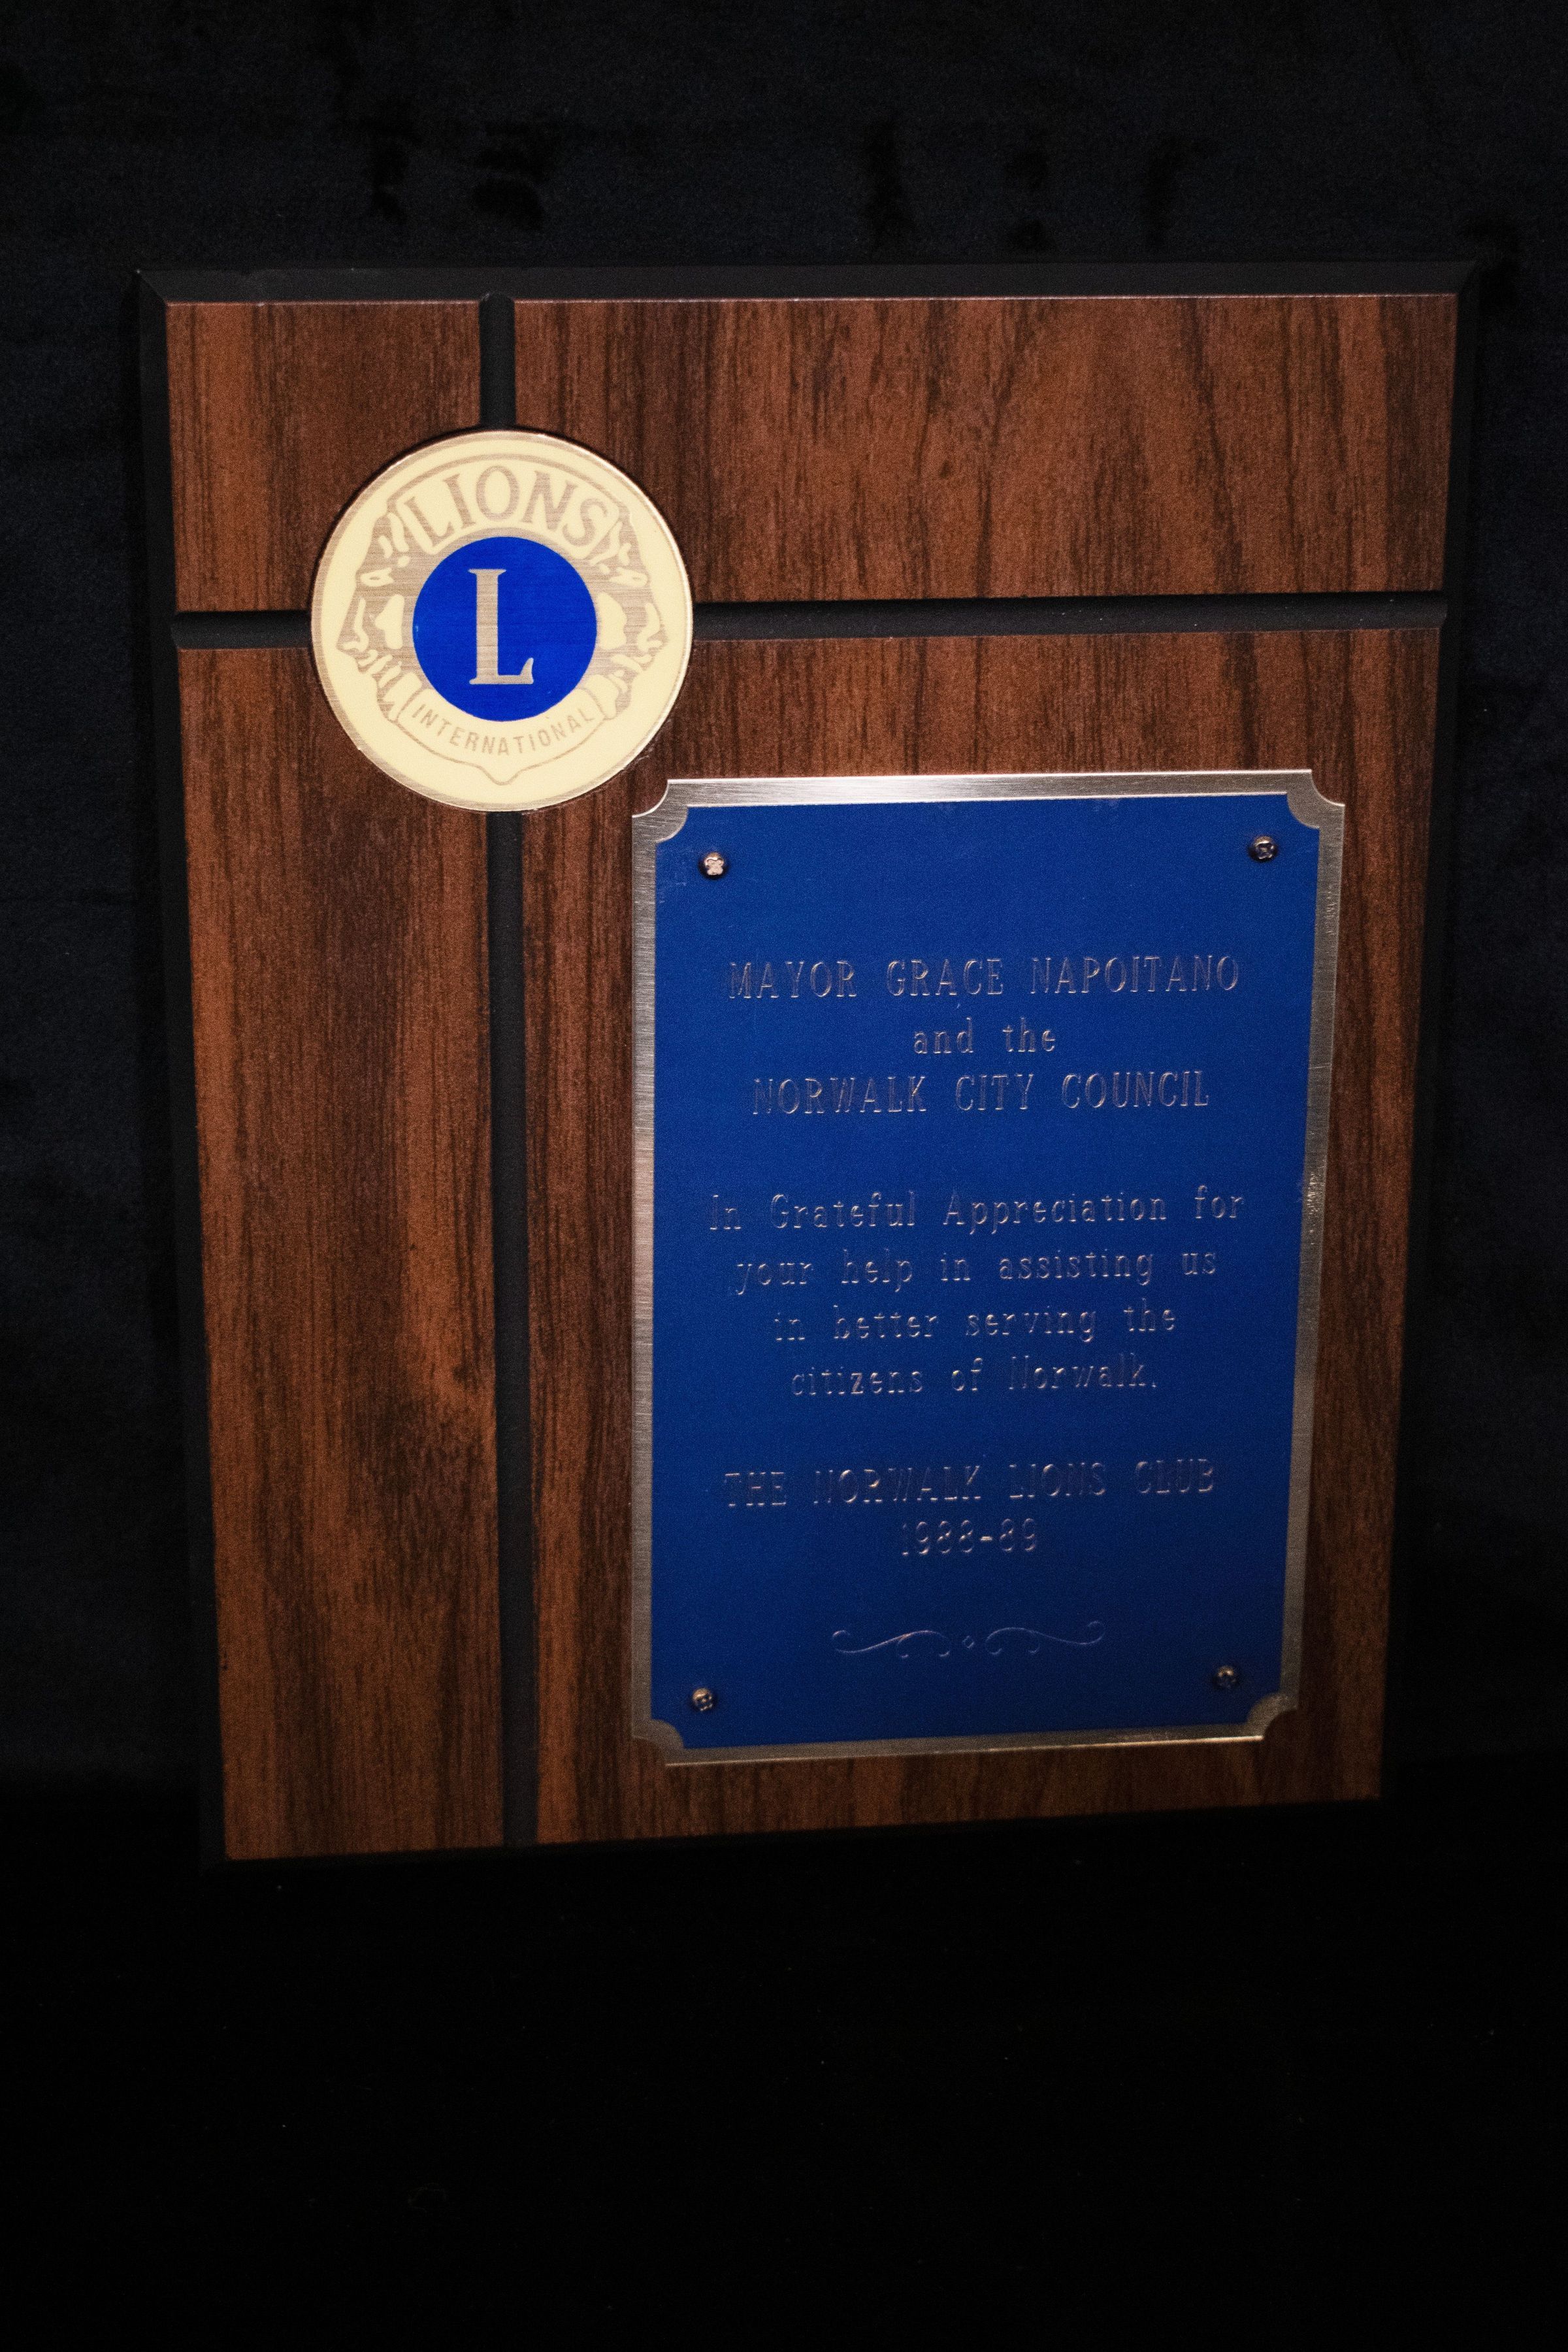 LIONS
L
INTERNATIONAL
MAYOR GRACE NAPOITANO
and the
NORWALK CITY COUNCIL
In Grateful Appreciation for
your help in assisting us
in better serving the
citizens of Norwalk.
THE NORWALK LIONS CLUB
1988-89